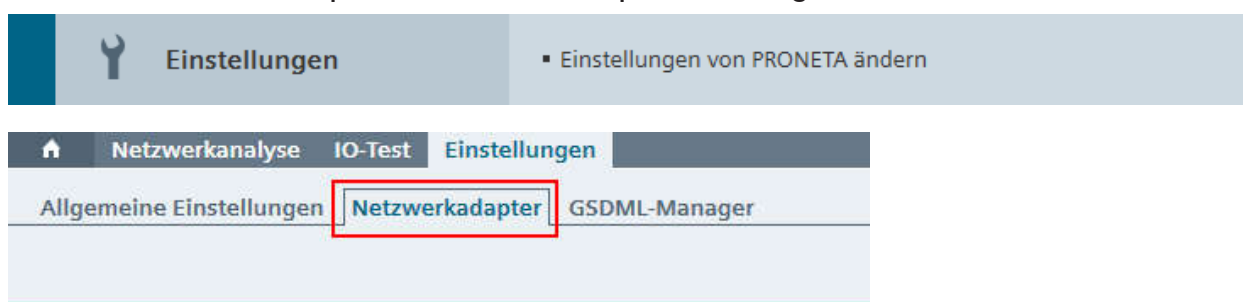 Einstellungen
▪ Einstellungen von PRONETA ändern
Netzwerkanalyse IO-Test Einstellungen
Allgemeine Einstellungen Netzwerkadapter GSDML-Manager